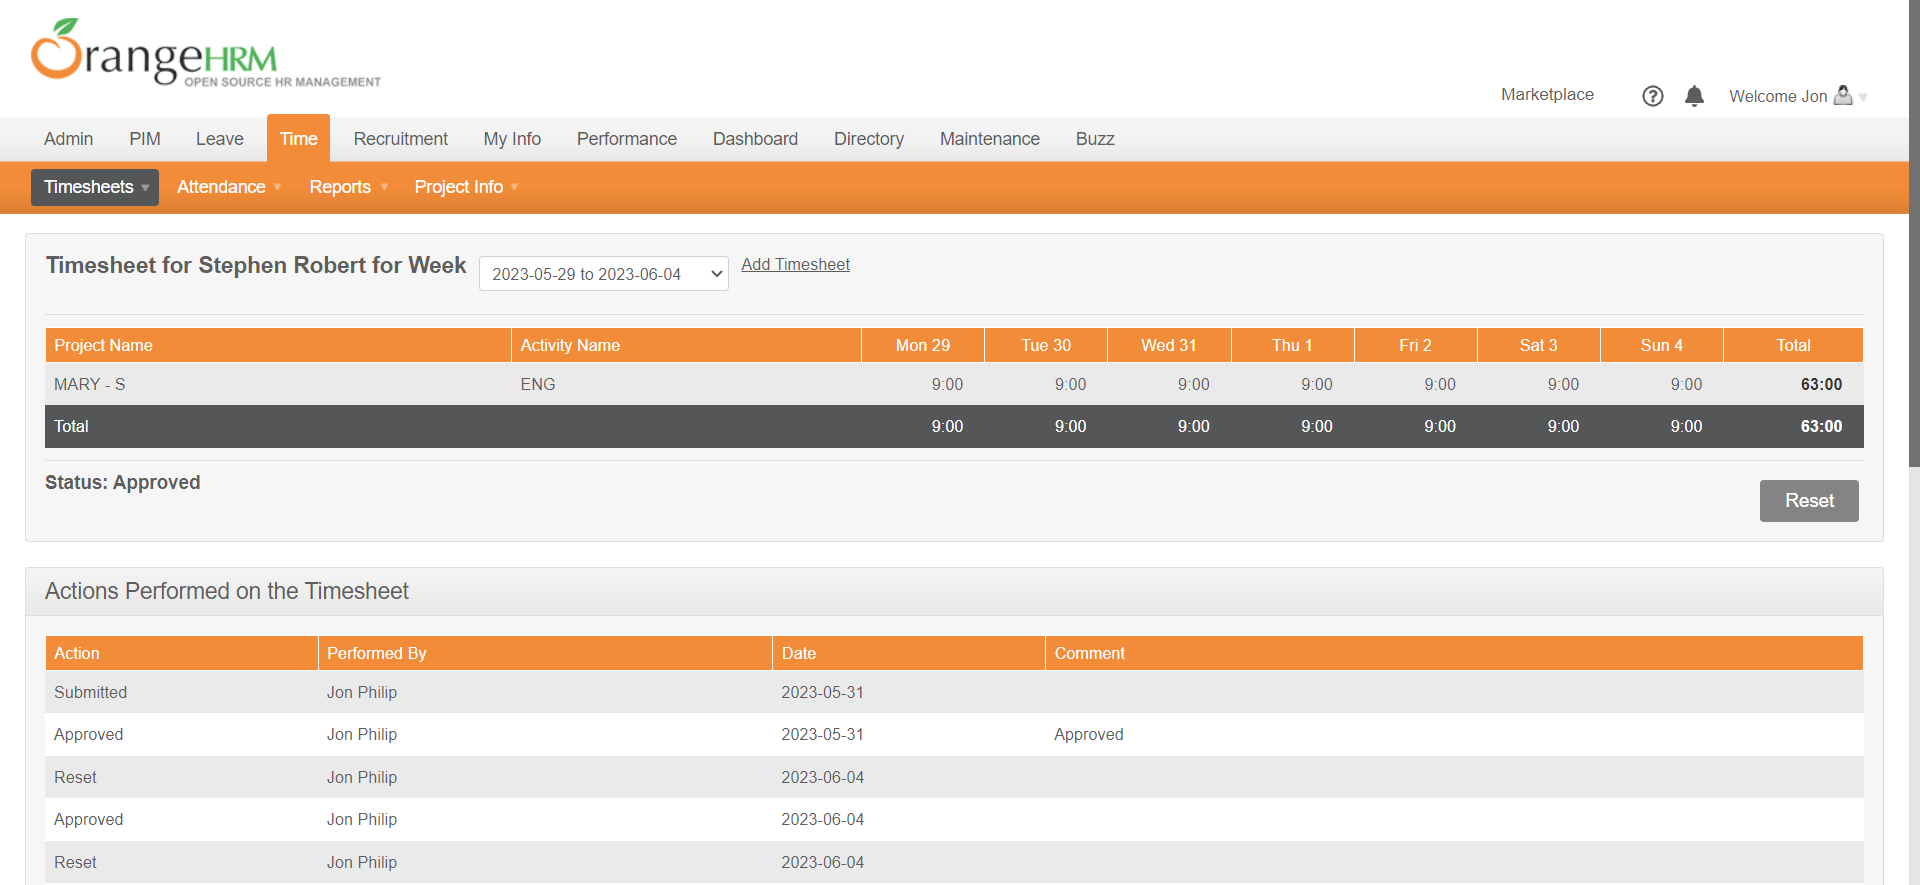 OrangeHRM
OPEN SOURCE HR MANAGEMENT
Marketplace
Welcome Jon
Admin PIM Leave Time Recruitment My Info Performance Dashboard Directory Maintenance Buzz
Timesheets Attendance Reports Project Info
Timesheet for Stephen Robert for Week 2023-05-29 to 2023-06-04 Add Timesheet
Project Name Activity Name Mon 29 Tue 30 Wed 31 Thu 1 Fri 2 Sat 3 Sun 4 Total
MARY - S ENG 9:00 9:00 9:00 9:00 9:00 9:00 9:00 63:00
Total 9:00 9:00 9:00 9:00 9:00 9:00 9:00 63:00
Status: Approved
Reset
Actions Performed on the Timesheet
Action Performed By Date Comment
Submitted Jon Philip 2023-05-31
Approved Jon Philip 2023-05-31 Approved
Reset Jon Philip 2023-06-04
Approved Jon Philip 2023-06-04
Reset Jon Philip 2023-06-04